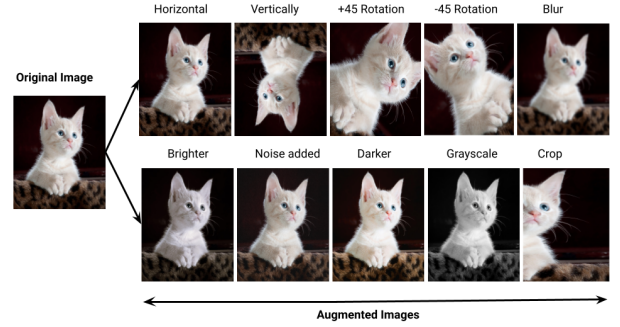 Horizontal Vertically +45 Rotation -45 Rotation Blur
Original Image
Brighter Noise added Darker Grayscale Crop
Augmented Images